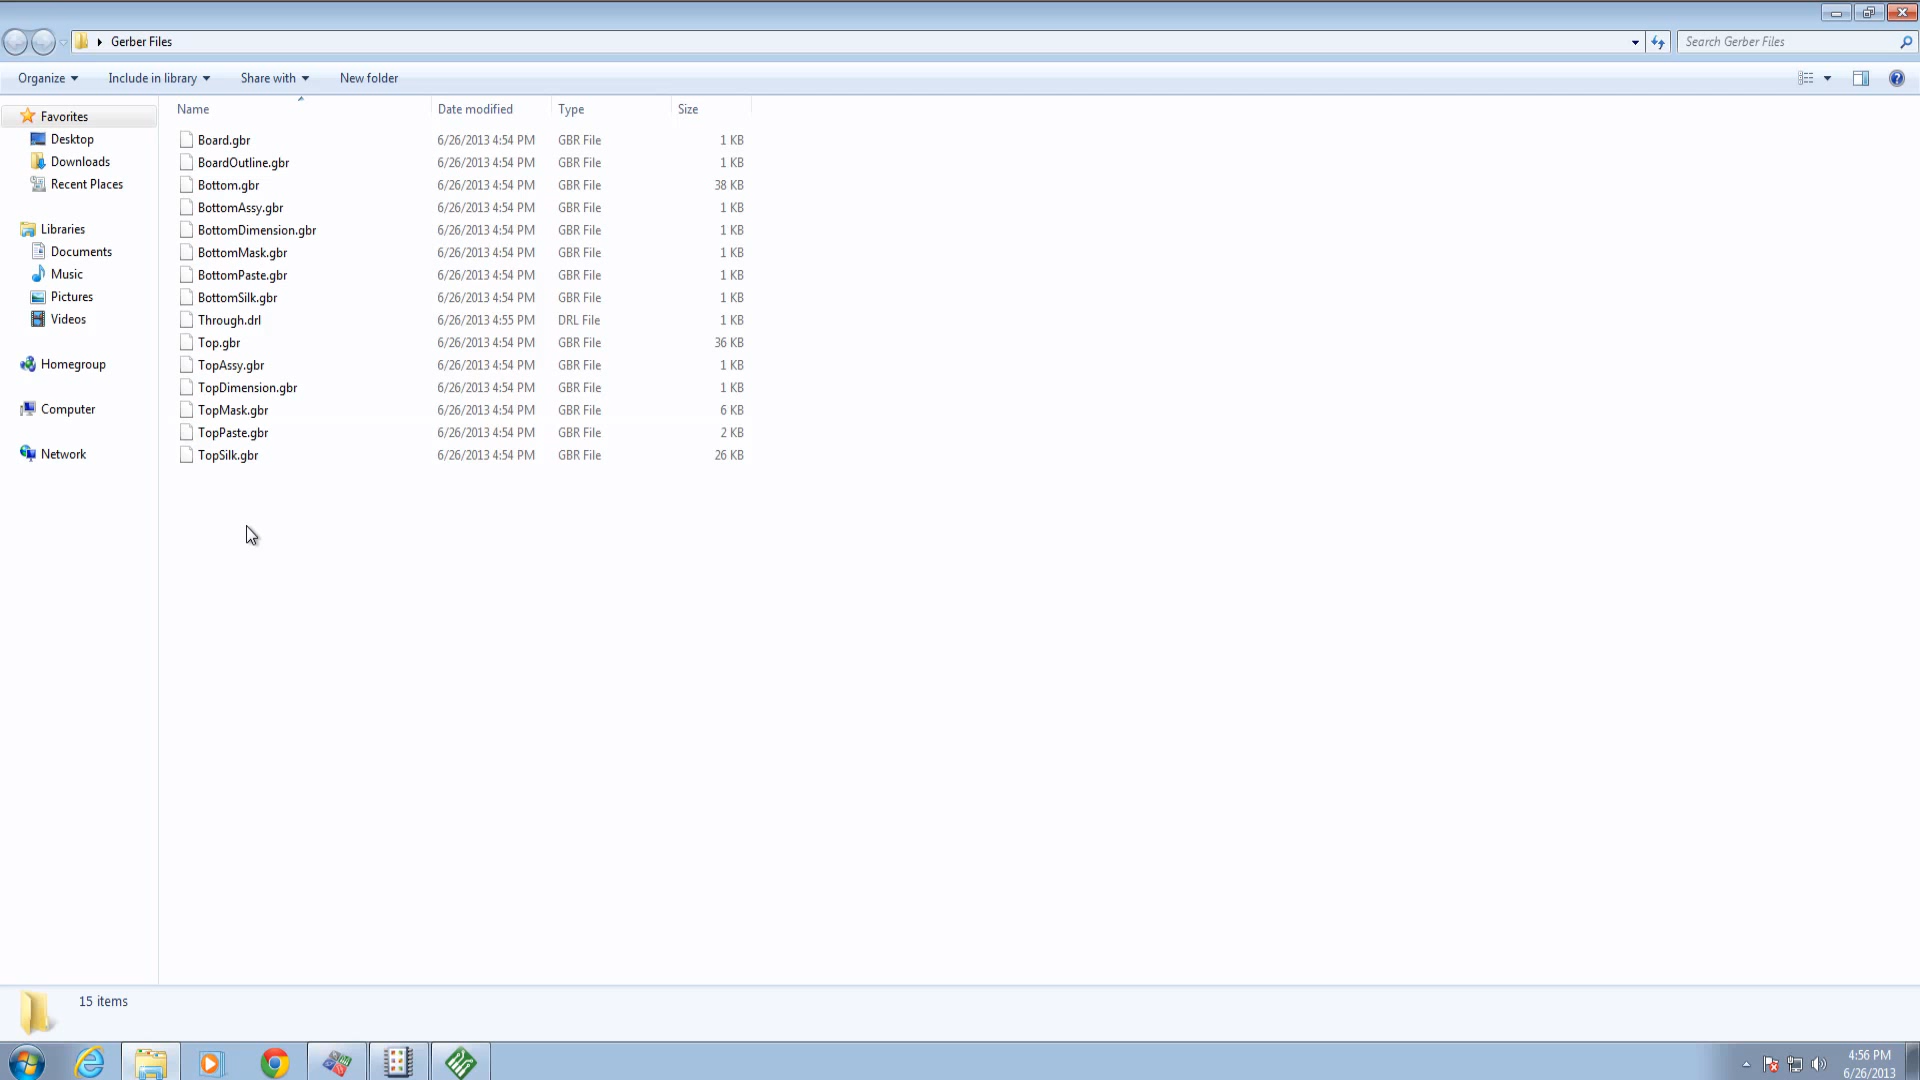 Gerber Files
Search Gerber Files
Organize Include in library Share with New folder
Favorites
Desktop
Downloads
Recent Places
Libraries
Documents
Music
Pictures
Videos
Homegroup
Computer
Network
Name Date modified Type Size
Board.gbr 6/26/2013 4:54 PM GBR File 1 KB
BoardOutline.gbr 6/26/2013 4:54 PM GBR File 1 KB
Bottom.gbr 6/26/2013 4:54 PM GBR File 38 KB
BottomAssy.gbr 6/26/2013 4:54 PM GBR File 1 KB
BottomDimension.gbr 6/26/2013 4:54 PM GBR File 1 KB
BottomMask.gbr 6/26/2013 4:54 PM GBR File 1 KB
BottomPaste.gbr 6/26/2013 4:54 PM GBR File 1 KB
BottomSilk.gbr 6/26/2013 4:54 PM GBR File 1 KB
Through.drl 6/26/2013 4:55 PM DRL File 1 KB
Top.gbr 6/26/2013 4:54 PM GBR File 36 KB
TopAssy.gbr 6/26/2013 4:54 PM GBR File 1 KB
TopDimension.gbr 6/26/2013 4:54 PM GBR File 1 KB
TopMask.gbr 6/26/2013 4:54 PM GBR File 6 KB
TopPaste.gbr 6/26/2013 4:54 PM GBR File 2 KB
TopSilk.gbr 6/26/2013 4:54 PM GBR File 26 KB
15 items
4:56 PM
6/26/2013